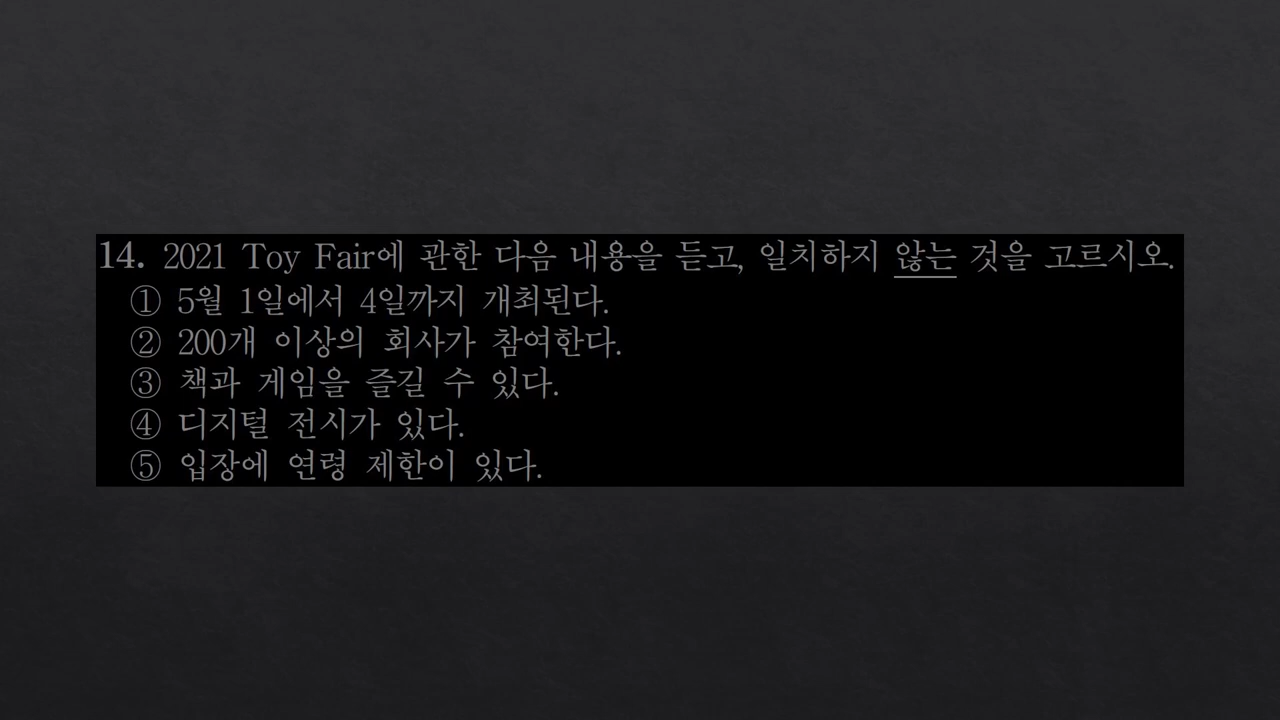 14. 2021 Toy Fair에 관한 다음 내용을 듣고, 일치하지 않는 것을 고르시오.
① 5월 1일에서 4일까지 개최된다.
② 200개 이상의 회사가 참여한다.
③ 책과 게임을 즐길 수 있다.
④ 디지털 전시가 있다.
⑤ 입장에 연령 제한이 있다.